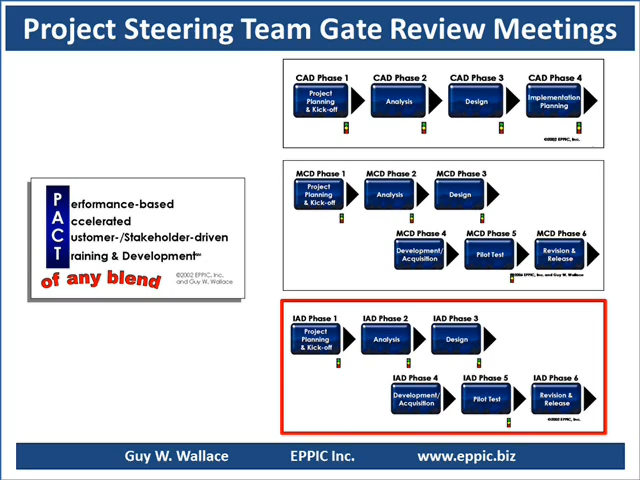 Project Steering Team Gate Review Meetings
CAD Phase 1 CAD Phase 2 CAD Phase 3 CAD Phase 4
Project
Planning
& Kick-off
Analysis
Design
Implementation
Planning
©2002 EPPIC, Inc.
MCD Phase 1 MCD Phase 2 MCD Phase 3
Project
Planning
& Kick-off
Analysis
Design
MCD Phase 4 MCD Phase 5 MCD Phase 6
Development/
Acquisition
Pilot Test
Revision &
Release
EPPIC, Inc. and Guy W. Wallace
Performance-based
Accelerated
Customer-/Stakeholder-driven
Training & Development℠
of any blend
©2002 EPPIC, Inc.
and Guy W. Wallace
IAD Phase 1 IAD Phase 2 IAD Phase 3
Project
Planning
& Kick-off
Analysis
Design
IAD Phase 4 IAD Phase 5 IAD Phase 6
Development/
Acquisition
Pilot Test
Revision &
Release
©2002 EPPIC, Inc.
Guy W. Wallace EPPIC Inc. www.eppic.biz